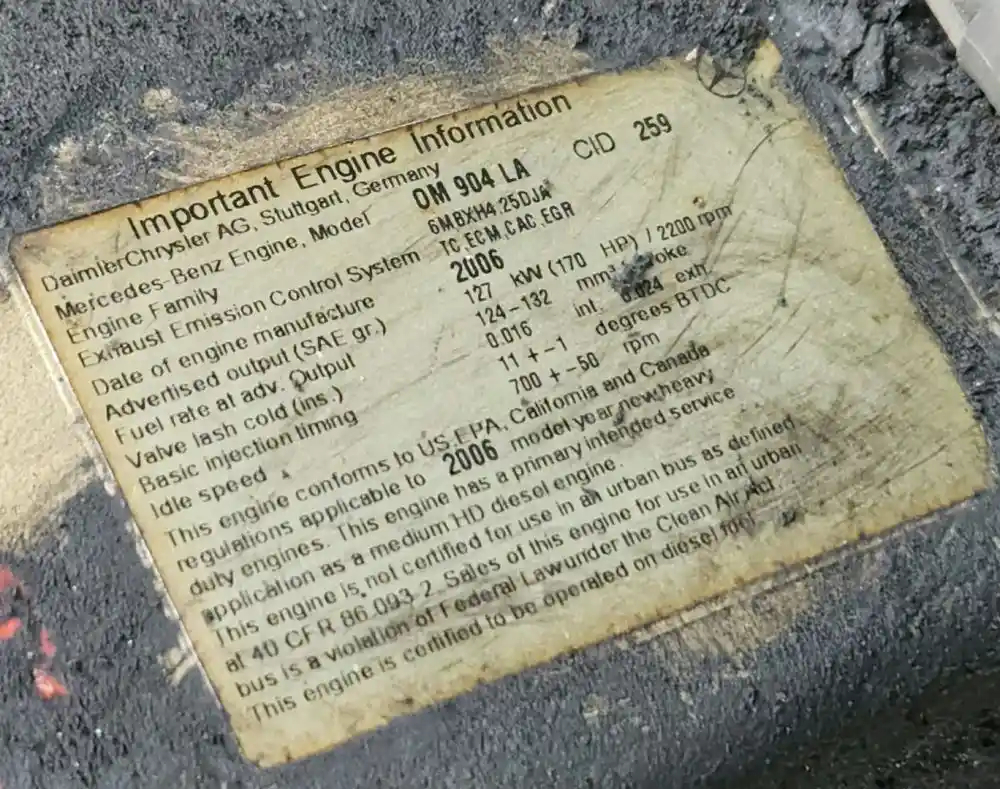 Important Engine Information
DaimierChrysler AG, Stuttgart, Germany
Mercedes-Benz Engine, Model OM 904 LA CID 259
Engine Family 6MBXH4.25DJA
Exhaust Emission Control System TC,ECM,CAC,EGR
Date of engine manufacture 2006
Advertised output (SAE gr.) 127 kW (170 HP) / 2200 rpm
Fuel rate at adv. Output 124-132 mm³
Valve lash cold (ins.) 0.016 int. 0.024 exh.
Basic injection timing 11 +-1 degrees BTDC
Idle speed 700 +-50 rpm
This engine conforms to US,EPA, California and Canada
regulations applicable to 2006 model year new heavy
duty engines. This engine has a primary intended service
application as a medium HD diesel engine.
This engine is not certified for use in an urban bus as defined
at 40 CFR 86.093 2. Sales of this engine for use in an urban
bus is a violation of Federal Law under the Clean Air Act
This engine is certified to be operated on diesel fuel